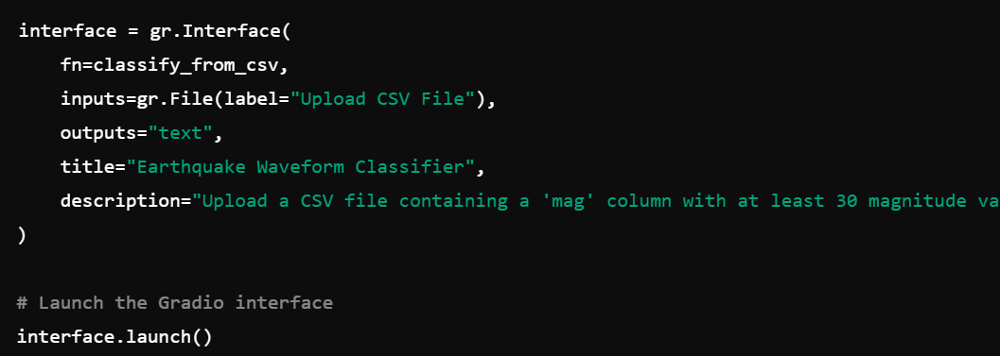 interface = gr.Interface(
    fn=classify_from_csv,
    inputs=gr.File(label="Upload CSV File"),
    outputs="text",
    title="Earthquake Waveform Classifier",
    description="Upload a CSV file containing a 'mag' column with at least 30 magnitude va
)

# Launch the Gradio interface
interface.launch()